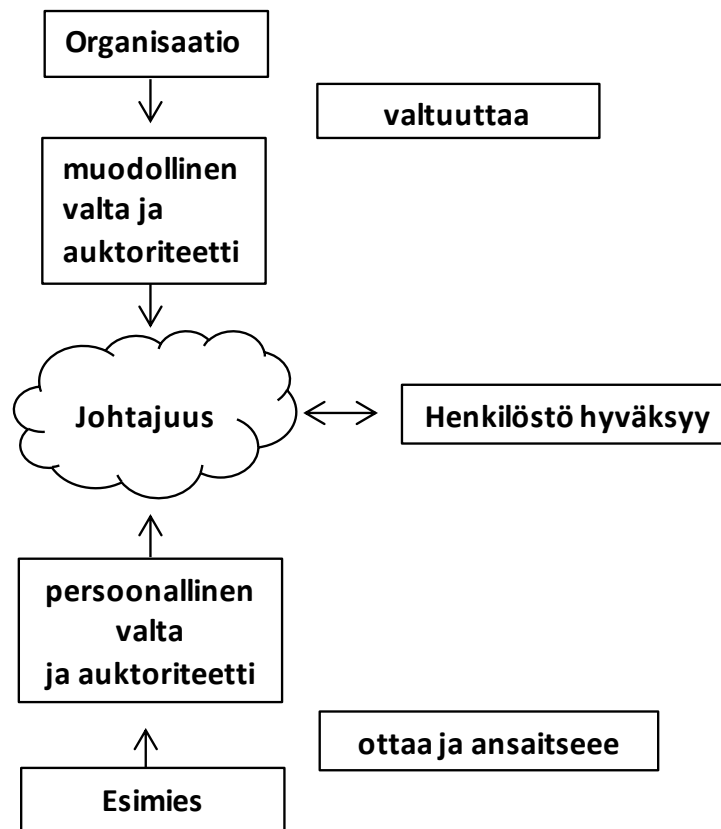 Organisaatio
valtuuttaa
muodollinen
valta ja
auktoriteetti
Johtajuus
Henkilöstö hyväksyy
persoonallinen
valta
ja auktoriteetti
ottaa ja ansaitseee
Esimies